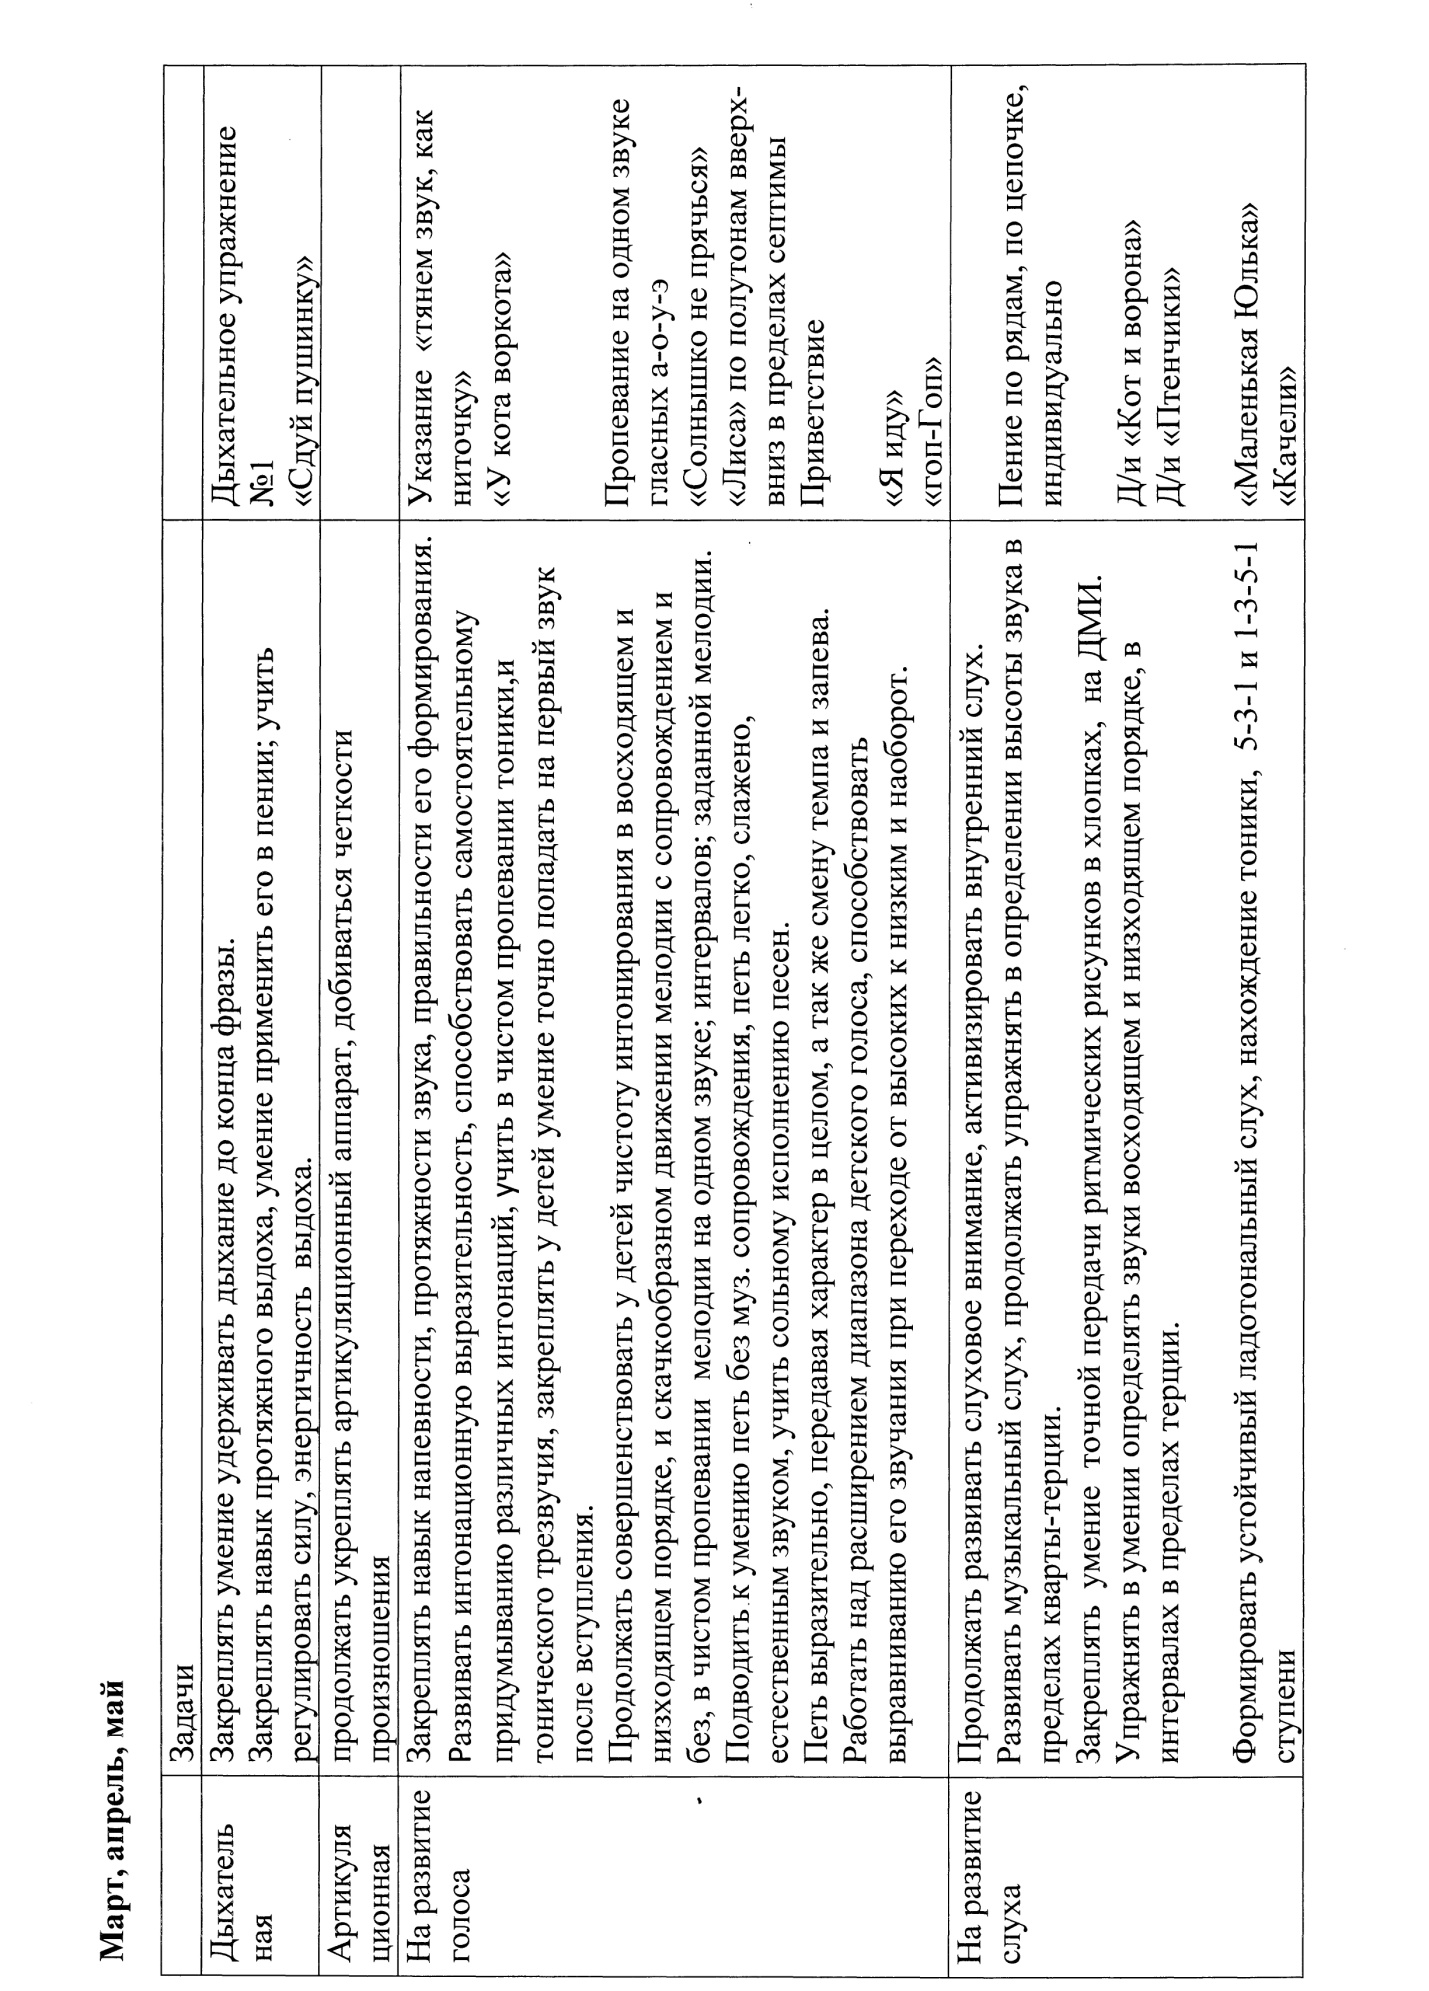 Март, апрель, май
Задачи
Дыхатель
ная
Закреплять умение удерживать дыхание до конца фразы.
Закреплять навык протяжного выдоха, умение применить его в пении; учить
регулировать силу, энергичность выдоха.
Дыхательное упражнение
№1
«Сдуй пушинку»
Артикуля
ционная
продолжать укреплять артикуляционный аппарат, добиваться четкости
произношения
На развитие
голоса
Закреплять навык напевности, протяжности звука, правильности его формирования.
Развивать интонационную выразительность, способствовать самостоятельному
придумыванию различных интонаций, учить в чистом пропевании тоники,и
тонического трезвучия, закреплять у детей умение точно попадать на первый звук
после вступления.
Продолжать совершенствовать у детей чистоту интонирования в восходящем и
низходящем порядке, и скачкообразном движении мелодии с сопровождением и
без, в чистом пропевании мелодии на одном звуке; интервалов; заданной мелодии.
Подводить к умению петь без муз. сопровождения, петь легко, слажено,
естественным звуком, учить сольному исполнению песен.
Петь выразительно, передавая характер в целом, а так же смену темпа и запева.
Работать над расширением диапазона детского голоса, способствовать
выравниванию его звучания при переходе от высоких к низким и наоборот.
Указание «тянем звук, как
ниточку»
«У кота воркота»
Пропевание на одном звуке
гласных а-о-у-э
«Солнышко не прячься»
«Лиса» по полутонам вверх-
вниз в пределах септимы
Приветствие
«Я иду»
«гоп-Гоп»
На развитие
слуха
Продолжать развивать слуховое внимание, активизировать внутренний слух.
Развивать музыкальный слух, продолжать упражнять в определении высоты звука в
пределах кварты-терции.
Закреплять умение точной передачи ритмических рисунков в хлопках, на ДМИ.
Упражнять в умении определять звуки восходящем и низходящем порядке, в
интервалах в пределах терции.
Формировать устойчивый ладотональный слух, нахождение тоники, 5-3-1 и 1-3-5-1
ступени
Пение по рядам, по цепочке,
индивидуально
Д/и «Кот и ворона»
Д/и «Птенчики»
«Маленькая Юлька»
«Качели»